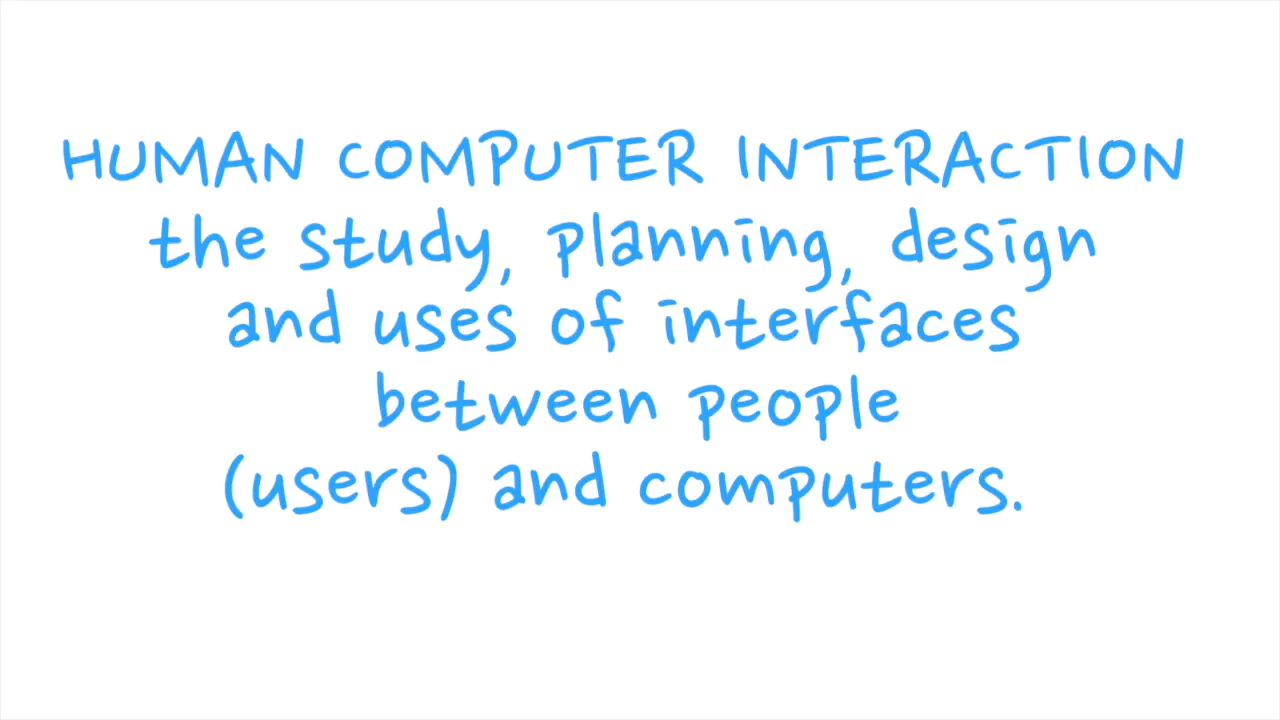 HUMAN COMPUTER INTERACTION
the study, planning, design
and uses of interfaces
between people
(users) and computers.